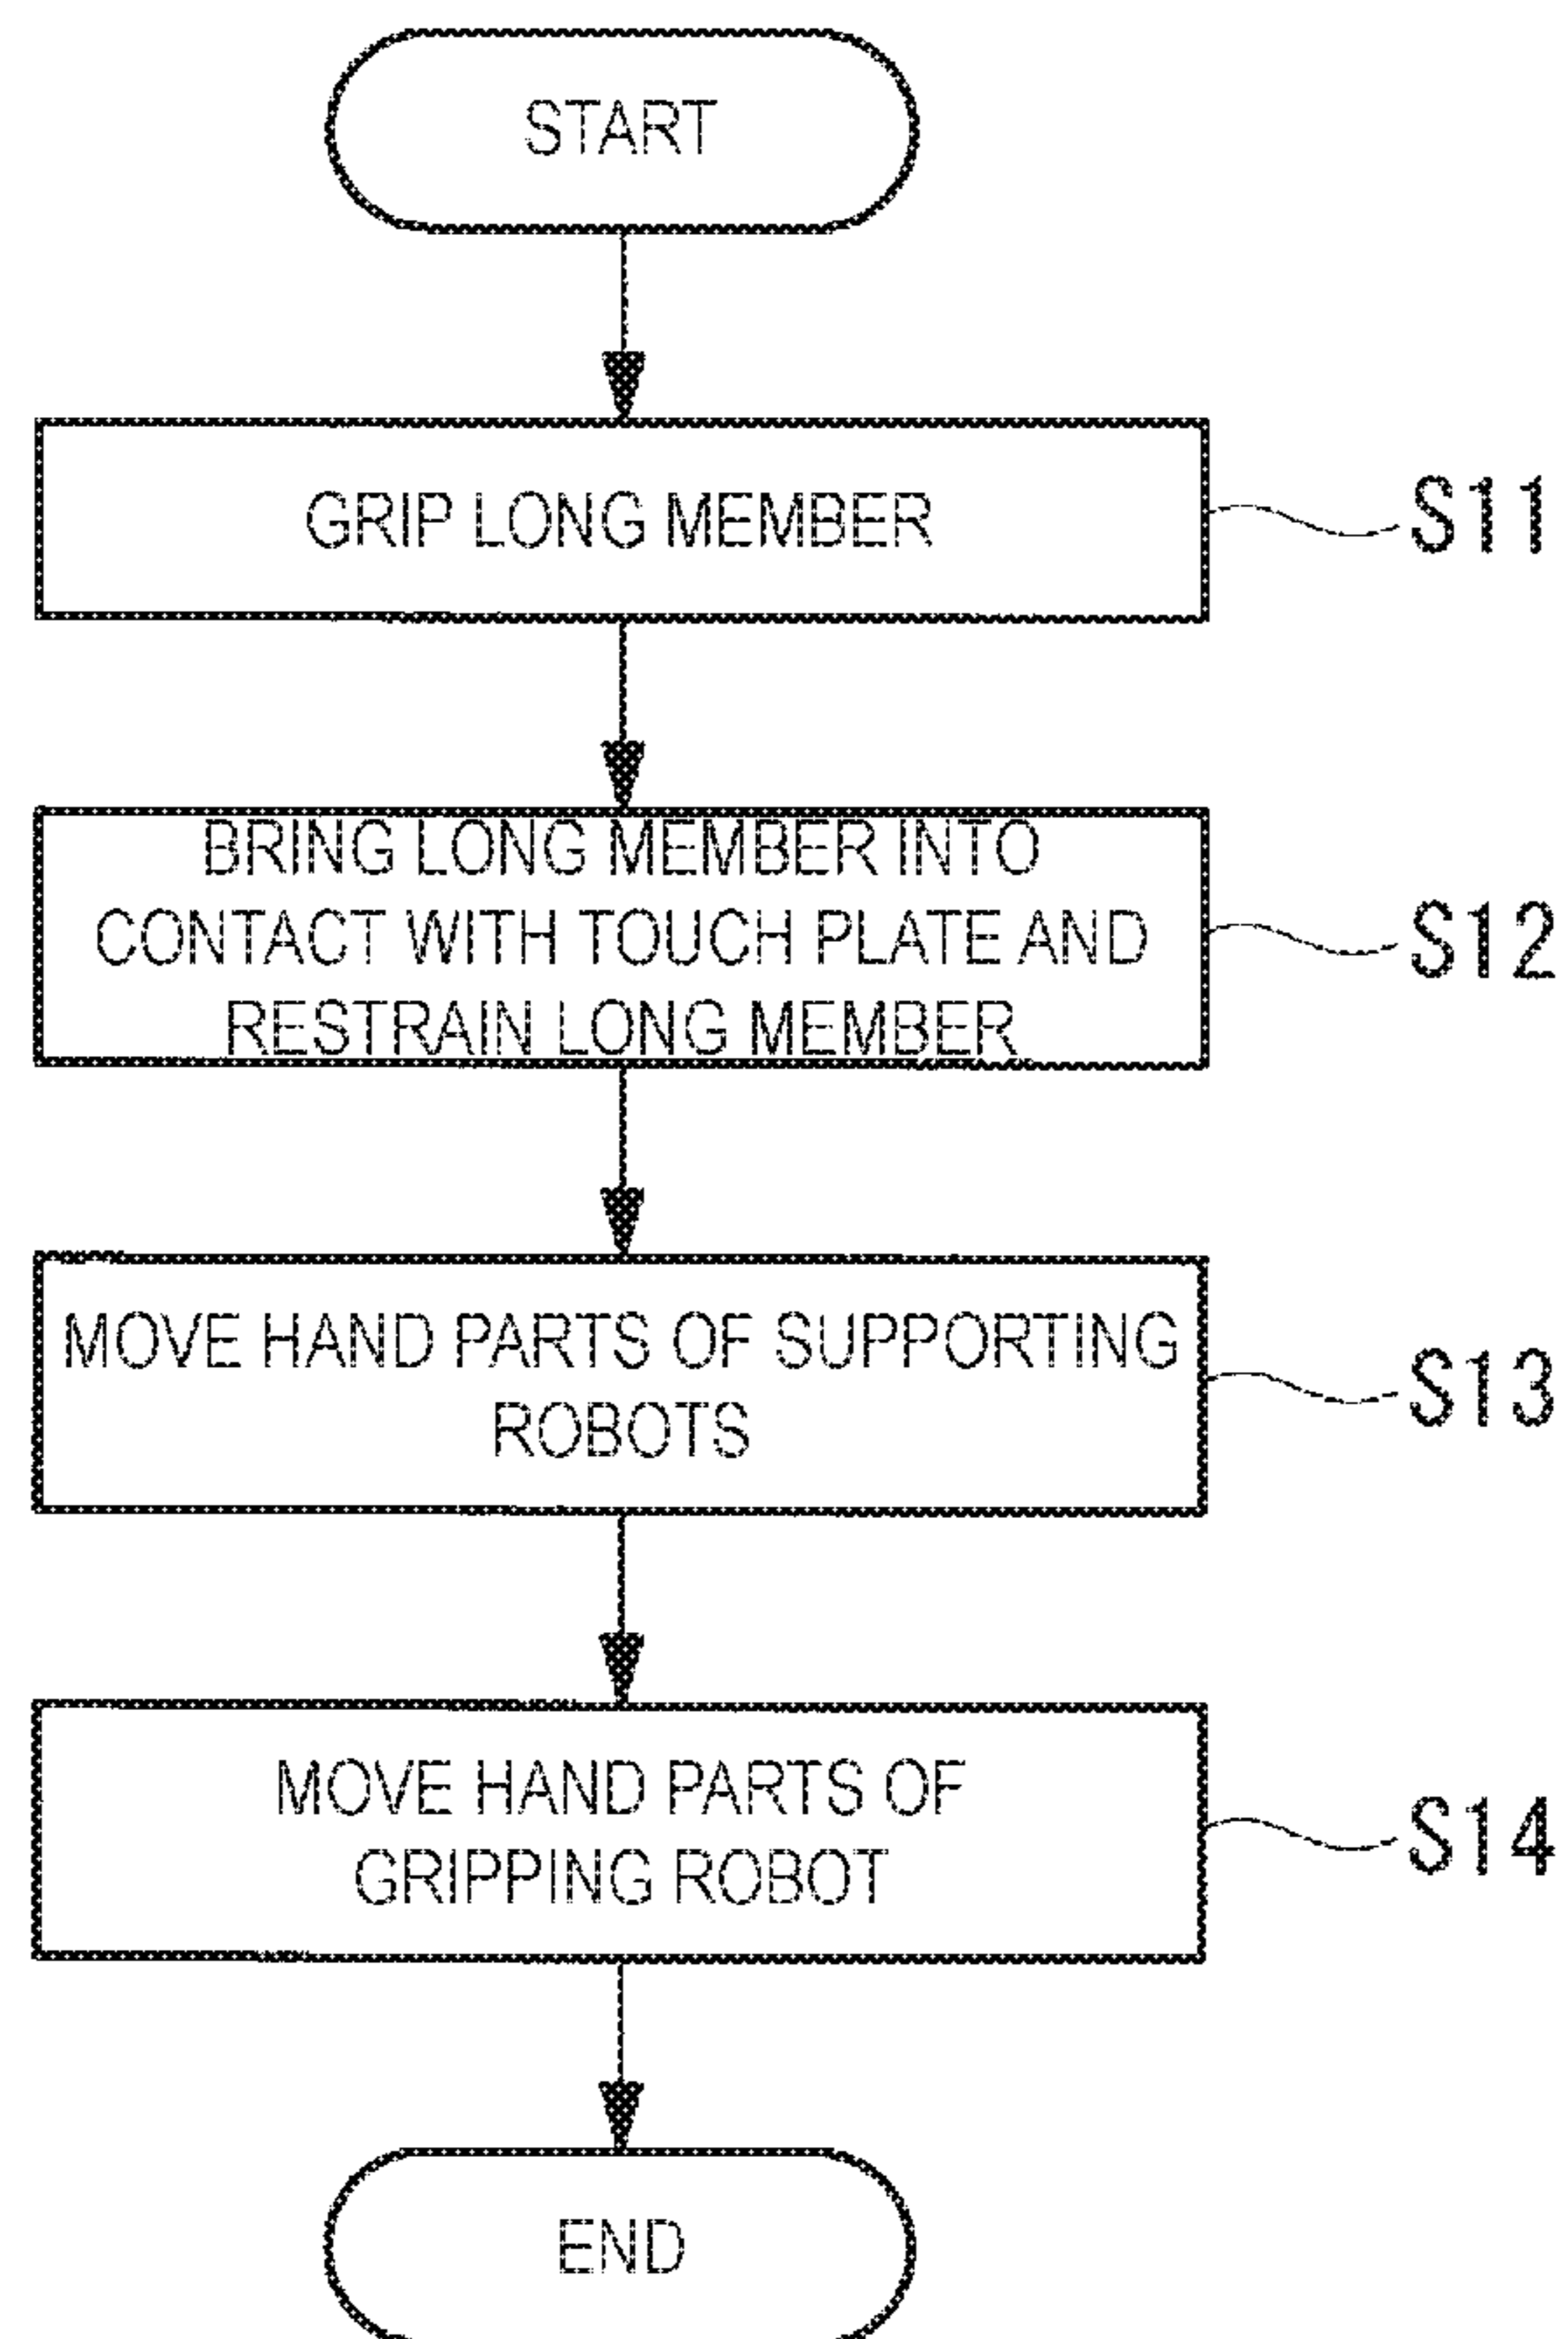 START
GRIP LONG MEMBER
S11
BRING LONG MEMBER INTO
CONTACT WITH TOUCH PLATE AND
RESTRAIN LONG MEMBER
S12
MOVE HAND PARTS OF SUPPORTING
ROBOTS
S13
MOVE HAND PARTS OF
GRIPPING ROBOT
S14
END